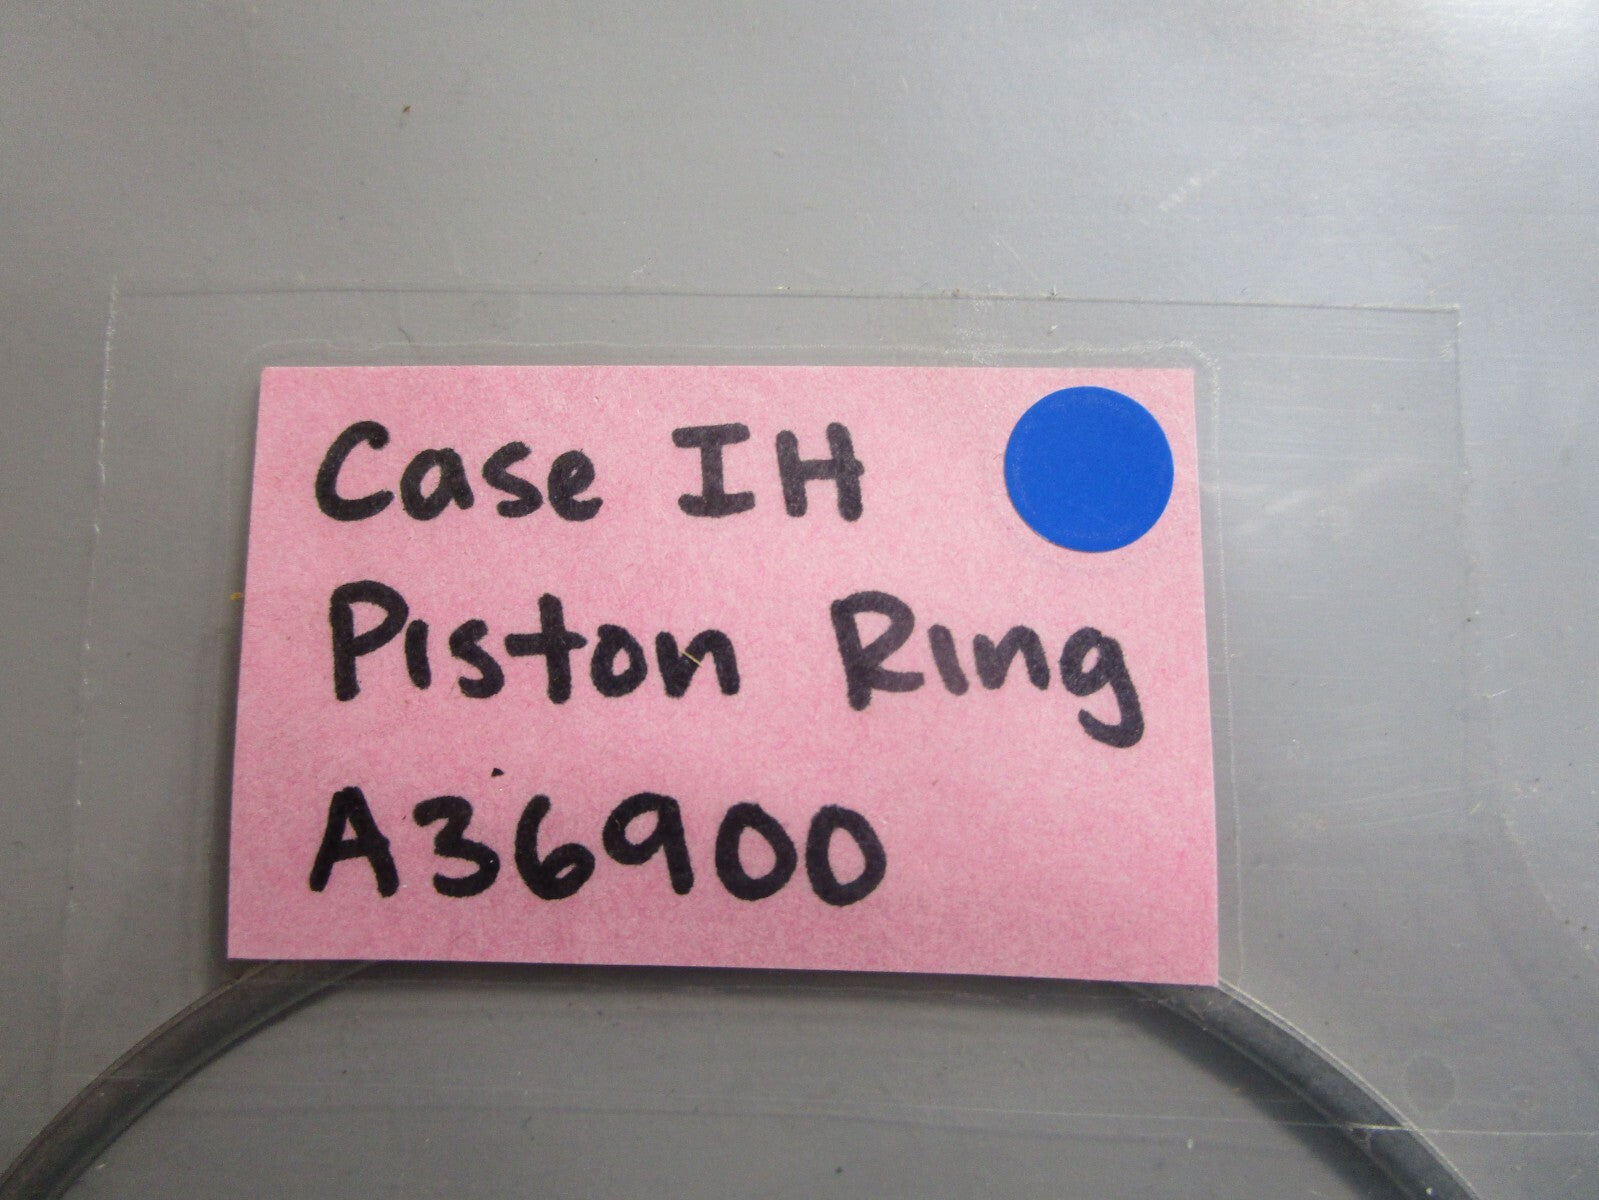 Case IH
Piston Ring
A36900